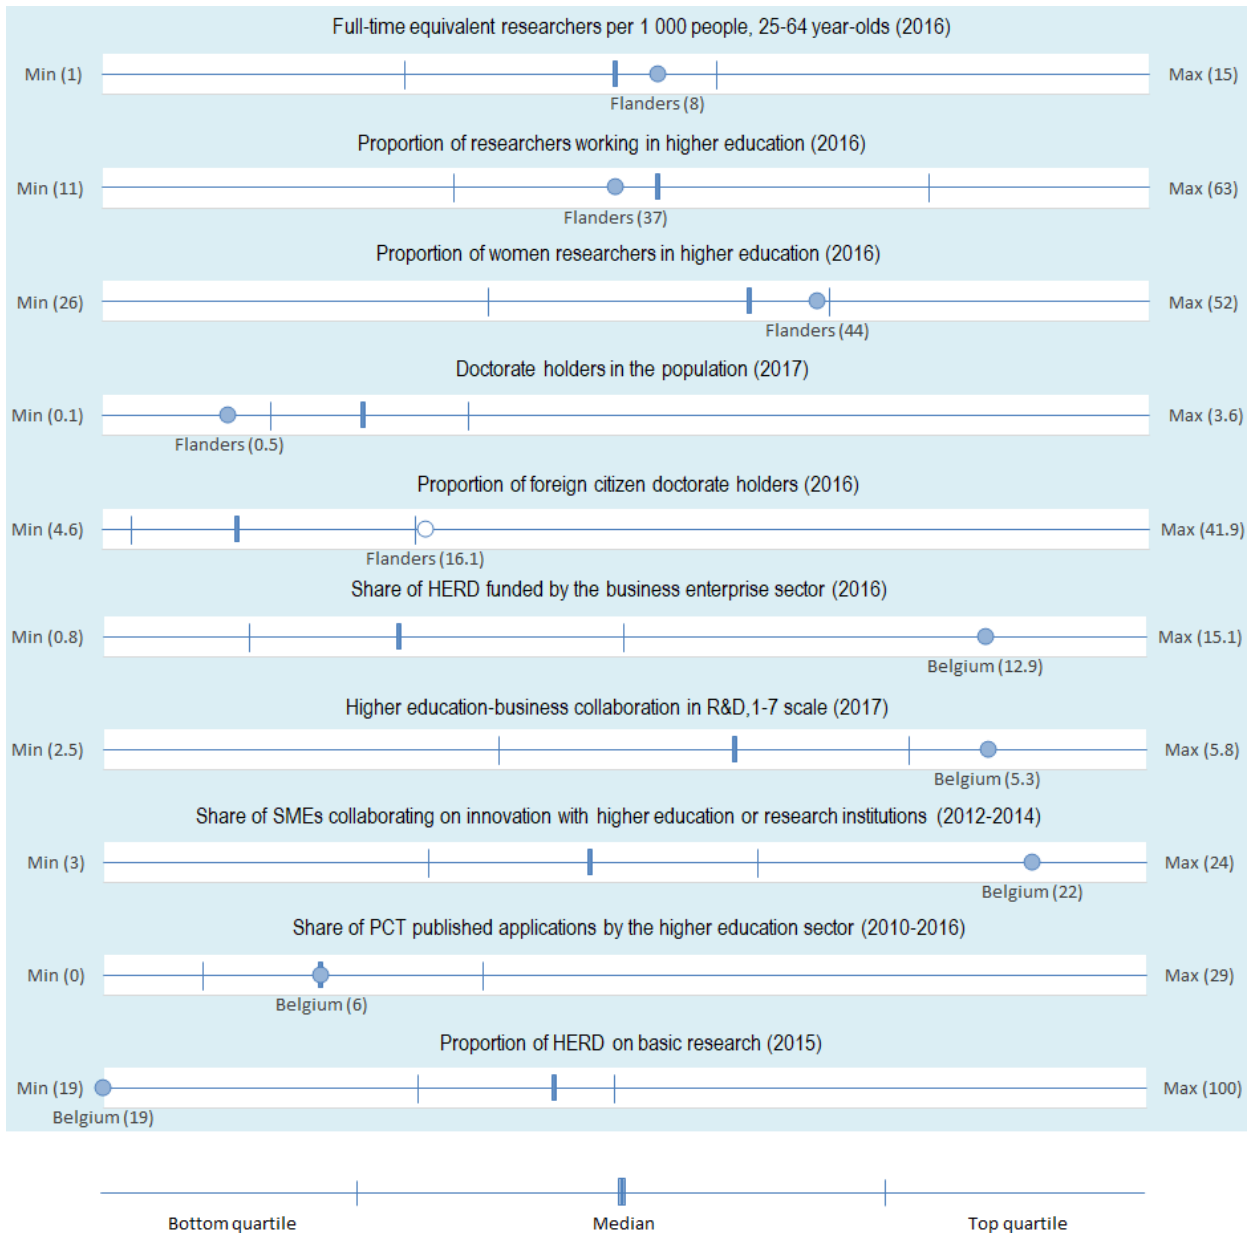 Full-time equivalent researchers per 1 000 people, 25-64 year-olds (2016)
Min (1)
Max (15)
Flanders (8)
Proportion of researchers working in higher education (2016)
Min (11)
Max (63)
Flanders (37)
Proportion of women researchers in higher education (2016)
Min (26)
Max (52)
Flanders (44)
Doctorate holders in the population (2017)
Min (0.1)
Max (3.6)
Flanders (0.5)
Proportion of foreign citizen doctorate holders (2016)
Min (4.6)
Max (41.9)
Flanders (16.1)
Share of HERD funded by the business enterprise sector (2016)
Min (0.8)
Max (15.1)
Belgium (12.9)
Higher education-business collaboration in R&D,1-7 scale (2017)
Min (2.5)
Max (5.8)
Belgium (5.3)
Share of SMEs collaborating on innovation with higher education or research institutions (2012-2014)
Min (3)
Max (24)
Belgium (22)
Share of PCT published applications by the higher education sector (2010-2016)
Min (0)
Max (29)
Belgium (6)
Proportion of HERD on basic research (2015)
Min (19)
Max (100)
Belgium (19)
Bottom quartile
Median
Top quartile